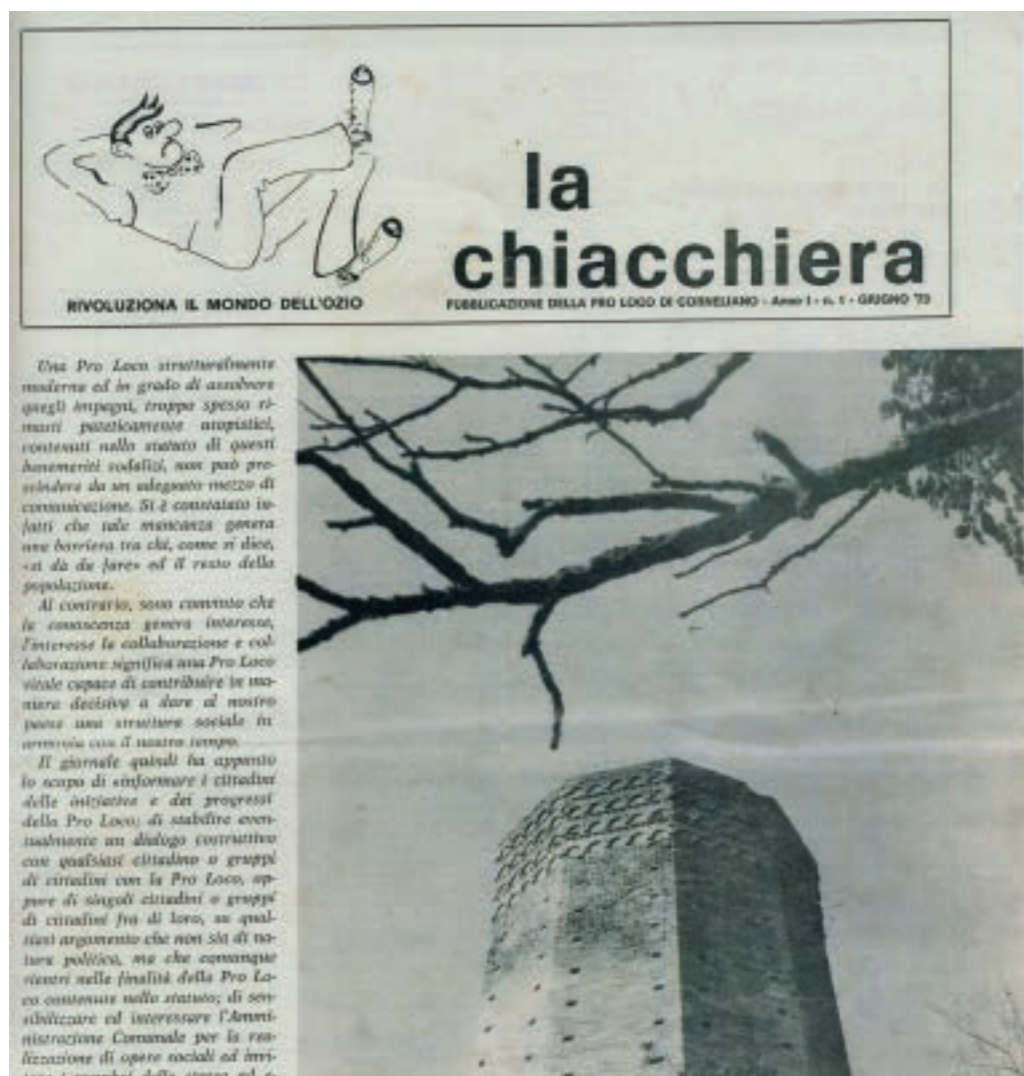 la
chiacchiera
RIVOLUZIONA IL MONDO DELL'OZIO
PUBBLICAZIONE DELLA PRO LOCO DI CORNELIANO - Anno I - n. 1 - GIUGNO '73
Una Pro Loco strutturalmente
moderna ed in grado di assolvere
quegli impegni, troppo spesso ri-
masti pateticamente utopistici,
contenuti nello statuto di questi
benemeriti sodalizi, non può pre-
scindere da un adeguato mezzo di
comunicazione. Si è constatato in-
fatti che tale mancanza genera
una barriera tra chi, come si dice,
«si dà da fare» ed il resto della
popolazione.
Al contrario, sono convinto che
la conoscenza genera interesse,
l'interesse la collaborazione e col-
laborazione significa una Pro Loco
vitale capace di contribuire in ma-
niera decisiva a dare al nostro
paese una struttura sociale in
armonia con il nostro tempo.
Il giornale quindi ha appunto
lo scopo di «informare i cittadini
delle iniziative e dei progressi
della Pro Loco; di stabilire even-
tualmente un dialogo costruttivo
con qualsiasi cittadino o gruppi
di cittadini con la Pro Loco, op-
pure di singoli cittadini o gruppi
di cittadini fra di loro, su qual-
siasi argomento che non sia di na-
tura politica, ma che comunque
rientri nelle finalità della Pro Lo-
co contenute nello statuto; di sen-
sibilizzare ed interessare l'Ammi-
nistrazione Comunale per la rea-
lizzazione di opere sociali ed invi-